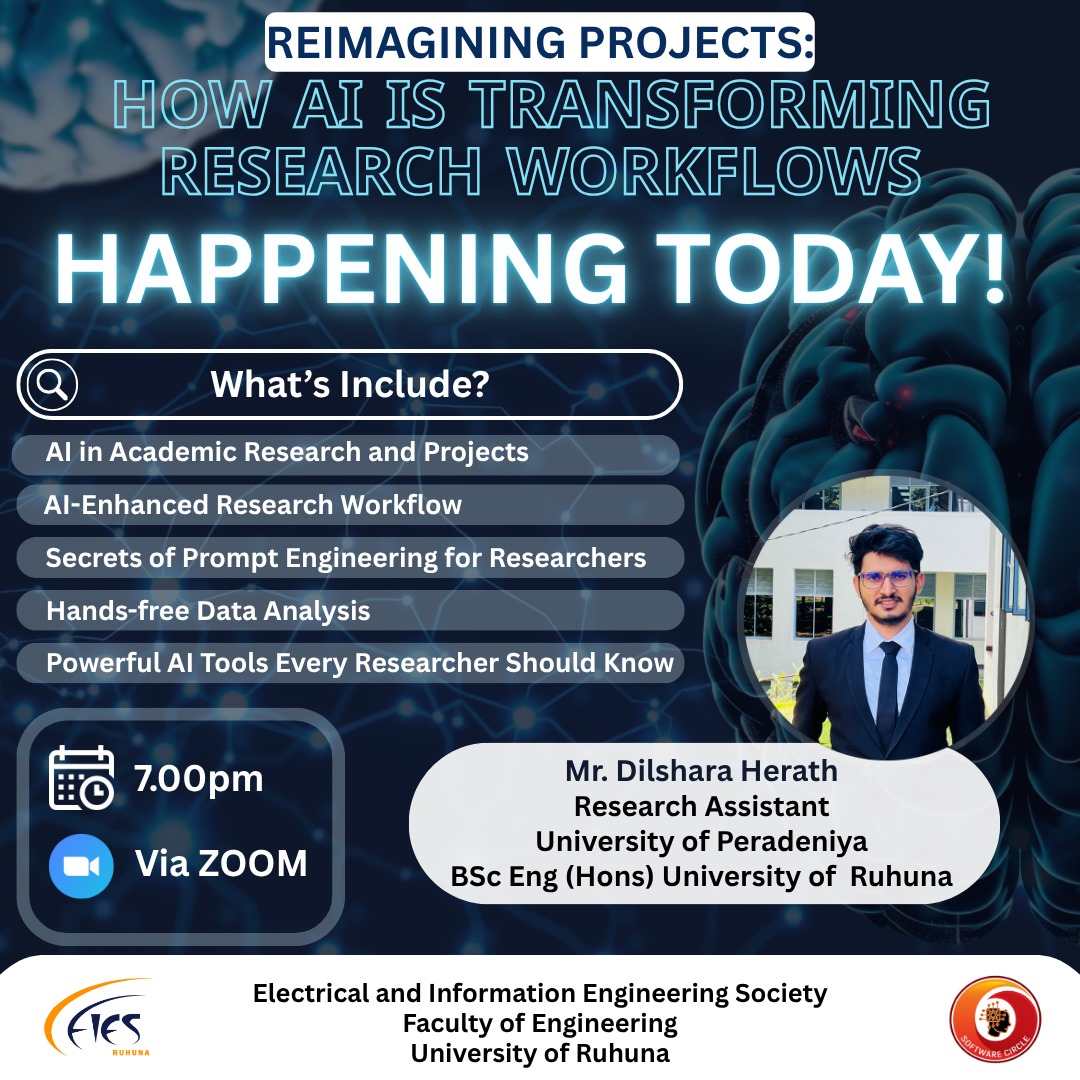 REIMAGINING PROJECTS:
HOW AI IS TRANSFORMING
RESEARCH WORKFLOWS
HAPPENING TODAY!
What's Include?
AI in Academic Research and Projects
AI-Enhanced Research Workflow
Secrets of Prompt Engineering for Researchers
Hands-free Data Analysis
Powerful AI Tools Every Researcher Should Know
7.00pm
Via ZOOM
Mr. Dilshara Herath
Research Assistant
University of Peradeniya
BSc Eng (Hons) University of Ruhuna
EIES
RUHUNA
Electrical and Information Engineering Society
Faculty of Engineering
University of Ruhuna
SOFTWARE CIRCLE